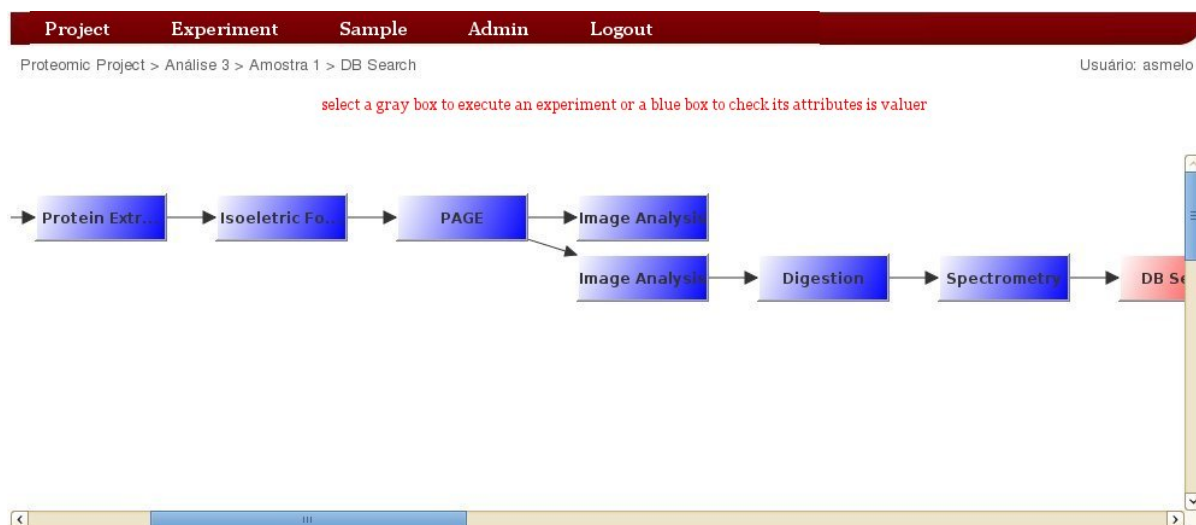 Project Experiment Sample Admin Logout
Proteomic Project > Análise 3 > Amostra 1 > DB Search Usuário: asmelo
select a gray box to execute an experiment or a blue box to check its attributes is valuer
Protein Extr... Isoeletric Fo... PAGE Image Analysis
Image Analysis Digestion Spectrometry DB Se